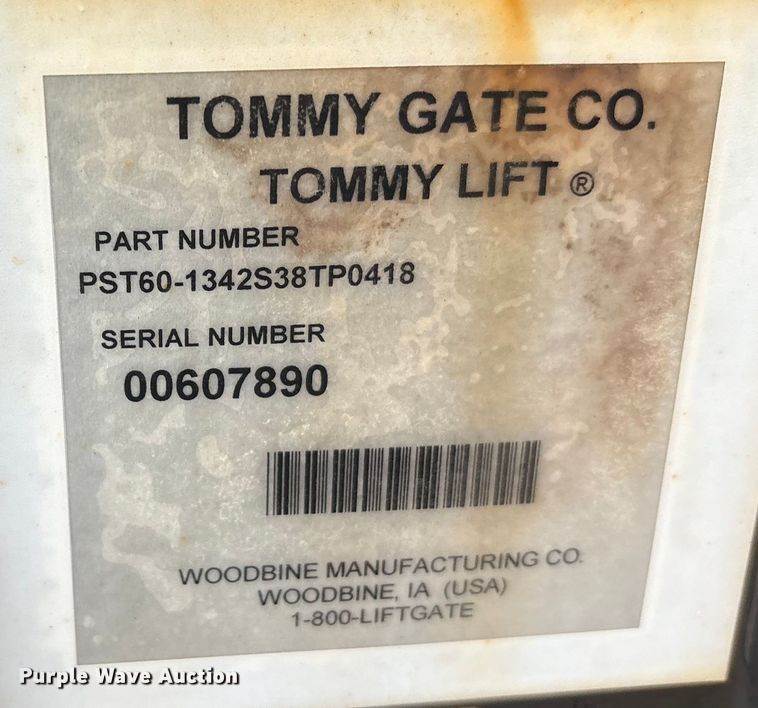 TOMMY GATE CO.
TOMMY LIFT ®
PART NUMBER
PST60-1342S38TP0418
SERIAL NUMBER
00607890
WOODBINE MANUFACTURING CO.
WOODBINE, IA (USA)
1-800-LIFTGATE
Purple Wave Auction